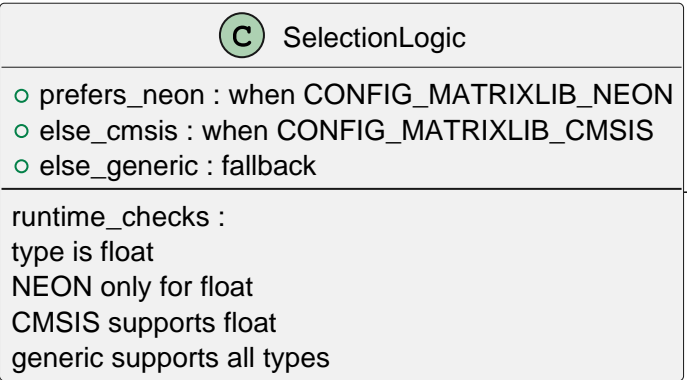 C SelectionLogic
prefers_neon : when CONFIG_MATRIXLIB_NEON
else_cmsis : when CONFIG_MATRIXLIB_CMSIS
else_generic : fallback
runtime_checks :
type is float
NEON only for float
CMSIS supports float
generic supports all types